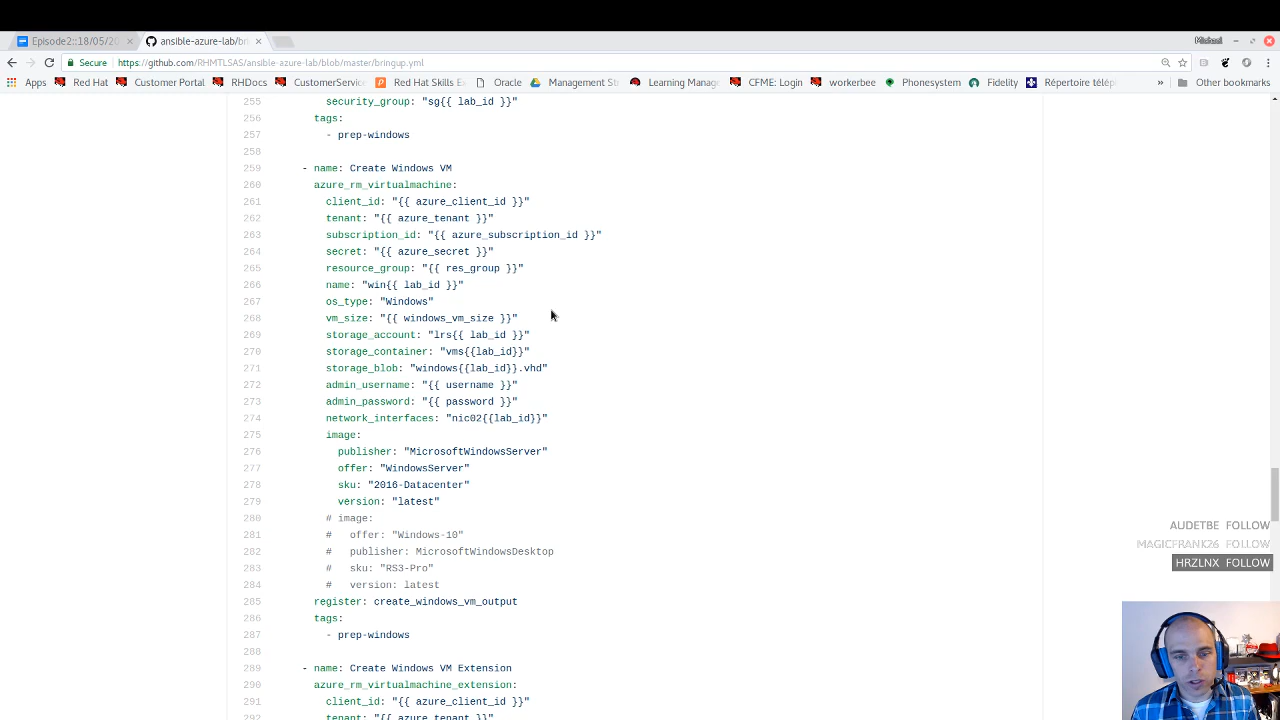 Episode2::18/05/20
ansible-azure-lab/bri
Michael
Secure https://github.com/RHMTLSAS/ansible-azure-lab/blob/master/bringup.yml
Apps Red Hat Customer Portal RHDocs CustomerService Red Hat Skills Ex Oracle Management St Learning Manag CFME: Login workerbee Phonesystem Fidelity Répertoire télép » Other bookmarks
255 security_group: "sg{{ lab_id }}"
256 tags:
257 - prep-windows
258
259 - name: Create Windows VM
260 azure_rm_virtualmachine:
261 client_id: "{{ azure_client_id }}"
262 tenant: "{{ azure_tenant }}"
263 subscription_id: "{{ azure_subscription_id }}"
264 secret: "{{ azure_secret }}"
265 resource_group: "{{ res_group }}"
266 name: "win{{ lab_id }}"
267 os_type: "Windows"
268 vm_size: "{{ windows_vm_size }}"
269 storage_account: "lrs{{ lab_id }}"
270 storage_container: "vms{{lab_id}}"
271 storage_blob: "windows{{lab_id}}.vhd"
272 admin_username: "{{ username }}"
273 admin_password: "{{ password }}"
274 network_interfaces: "nic02{{lab_id}}"
275 image:
276 publisher: "MicrosoftWindowsServer"
277 offer: "WindowsServer"
278 sku: "2016-Datacenter"
279 version: "latest"
280 # image:
281 # offer: "Windows-10"
282 # publisher: MicrosoftWindowsDesktop
283 # sku: "RS3-Pro"
284 # version: latest
285 register: create_windows_vm_output
286 tags:
287 - prep-windows
288
289 - name: Create Windows VM Extension
290 azure_rm_virtualmachine_extension:
291 client_id: "{{ azure_client_id }}"
292 tenant: "{{ azure_tenant }}"
AUDETBE FOLLOW
MAGICFRANK26 FOLLOW
HRZLNX FOLLOW